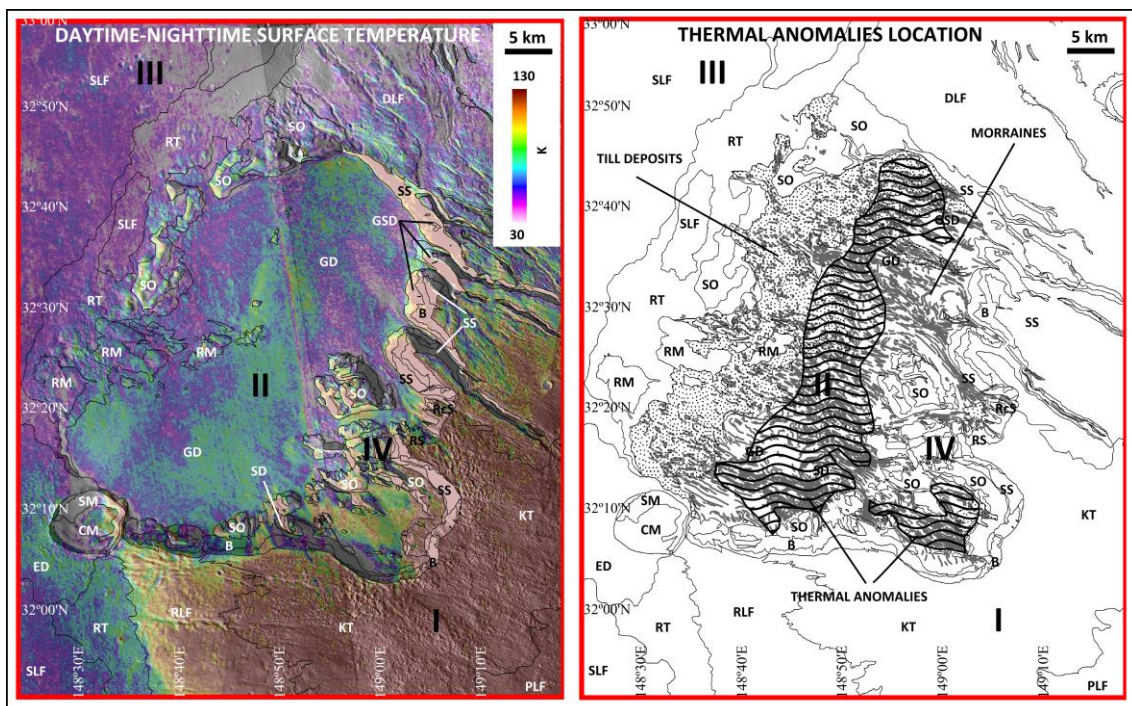 DAYTIME-NIGHTTIME SURFACE TEMPERATURE
5 km
130
K
30
33°00'N
32°50'N
32°40'N
32°30'N
32°20'N
32°10'N
32°00'N
148°30'E
148°40'E
148°50'E
149°00'E
149°10'E
III
SLF
DLF
SO
RT
SO
SS
SLF
GSD
GD
SO
RT
B
SS
RM
RM
RM
II
SO
SS
RcS
RS
IV
GD
SD
SO
SO
SS
SM
CM
SO
B
KT
B
ED
RLF
I
RT
SLF
PLF
THERMAL ANOMALIES LOCATION
5 km
33°00'N
32°50'N
32°40'N
32°30'N
32°20'N
32°10'N
32°00'N
148°30'E
148°40'E
148°50'E
149°00'E
149°10'E
III
SLF
DLF
SO
RT
MORRAINES
TILL DEPOSITS
SO
SS
SLF
GSD
GD
SO
RT
B
SS
RM
RM
RM
II
SO
SS
RcS
RS
IV
GD
SD
SO
SO
SS
SM
CM
SO
B
KT
B
ED
THERMAL ANOMALIES
RLF
KT
I
RT
SLF
PLF